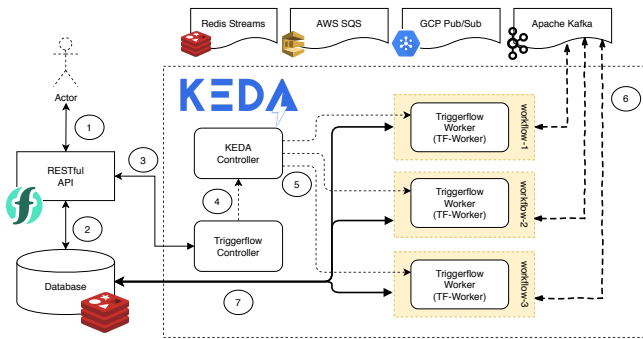 Redis Streams
AWS SQS
GCP Pub/Sub
Apache Kafka
KEDA
6
Actor
1
3
RESTful
API
2
Database
KEDA
Controller
4
5
Triggerflow
Controller
7
Triggerflow
Worker
(TF-Worker)
workflow-1
Triggerflow
Worker
(TF-Worker)
workflow-2
Triggerflow
Worker
(TF-Worker)
workflow-3